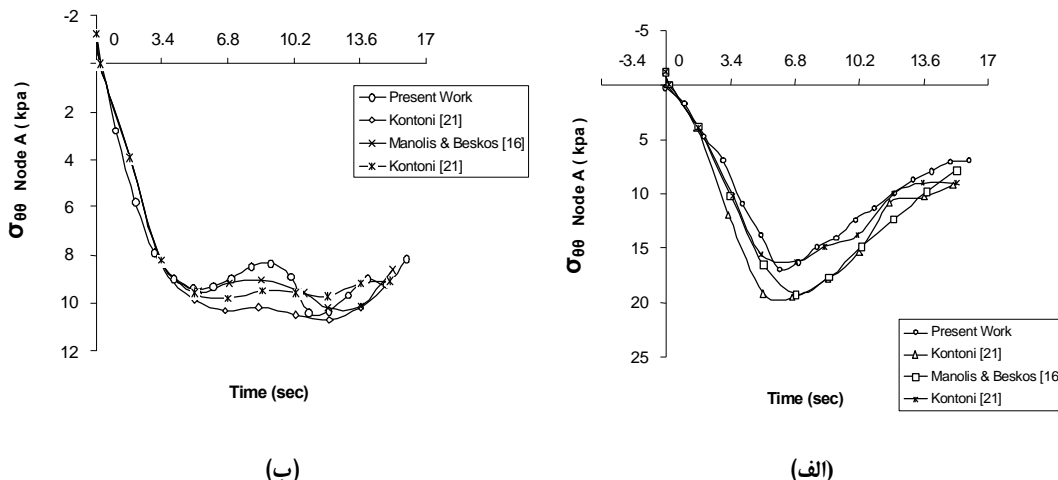 -2
0 3.4 6.8 10.2 13.6 17
2
4
6
8
10
12
σθθ Node A ( kpa )
Time (sec)
Present Work
Kontoni [21]
Manolis & Beskos [16]
Kontoni [21]
(ب)
-5
-3.4 0 3.4 6.8 10.2 13.6 17
5
10
15
20
25
σθθ Node A ( kpa )
Time (sec)
Present Work
Kontoni [21]
Manolis & Beskos [16
Kontoni [21]
(الف)